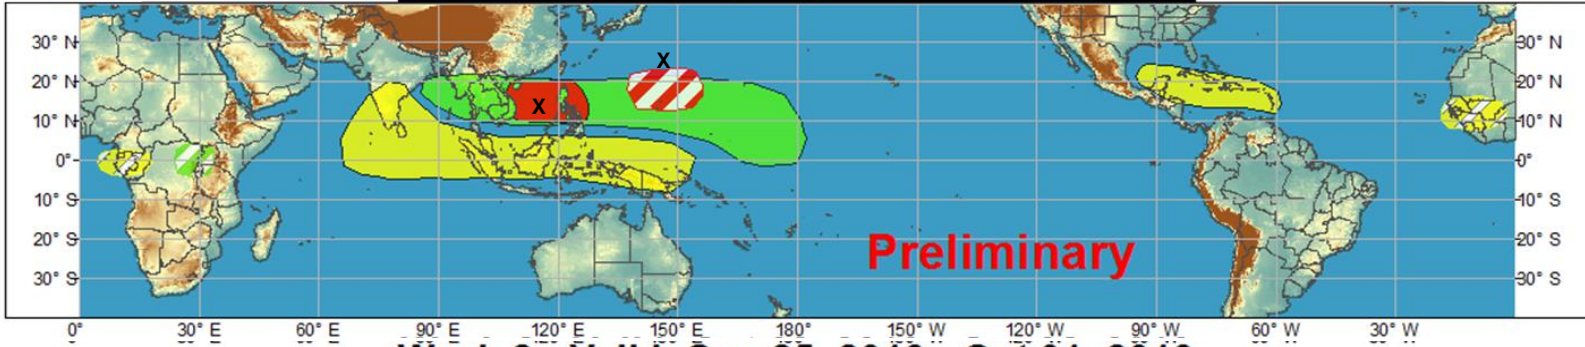 30° N 30° N
X
20° N 20° N
X
10° N 10° N
0° 0°
10° S 10° S
20° S Preliminary 20° S
30° S 30° S
0° 30° E 60° E 90° E 120° E 150° E 180° 150° W 120° W 90° W 60° W 30° W